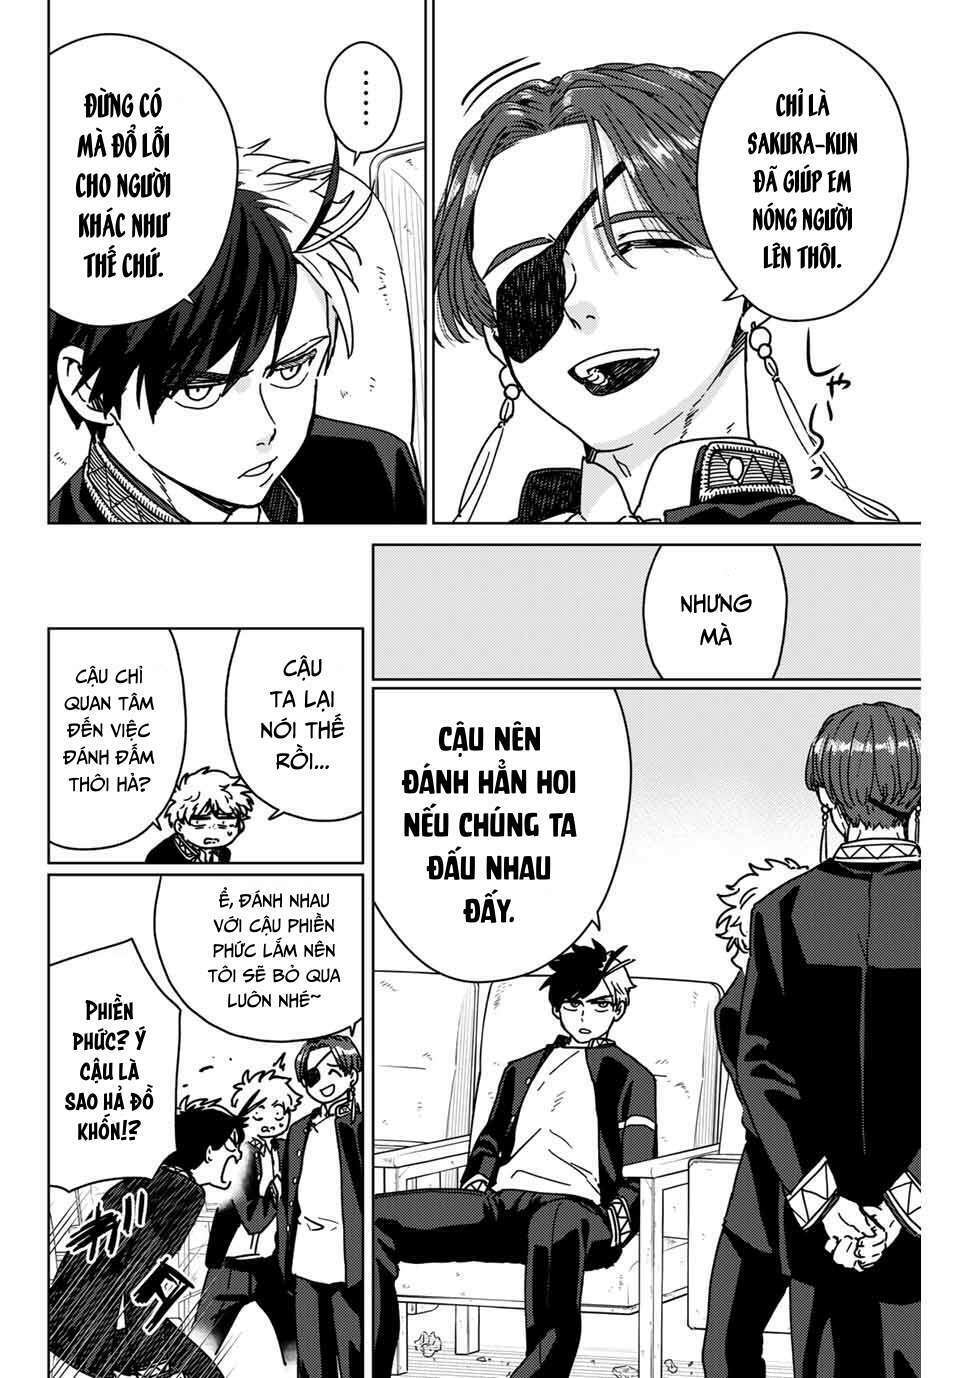 CHỈ LÀ
SAKURA-KUN
ĐÃ GIÚP EM
NÓNG NGƯỜI
LÊN THÔI.
しゃら〜
......
ĐỪNG CÓ
MÀ ĐỔ LỖI
CHO NGƯỜI
KHÁC NHƯ
THẾ CHỨ.
NHƯNG
MÀ
CẬU NÊN
ĐÁNH HẲN HOI
NẾU CHÚNG TA
ĐẤU NHAU
ĐẤY.
CẬU
TA LẠI
NÓI THẾ
RỒI...
CẬU CHỈ
QUAN TÂM
ĐẾN VIỆC
ĐÁNH ĐẤM
THÔI HẢ?
Ể, ĐÁNH NHAU
VỚI CẬU PHIỀN
PHỨC LẮM NÊN
TÔI SẼ BỎ QUA
LUÔN NHÉ~
PHIỀN
PHỨC? Ý
CẬU LÀ
SAO HẢ ĐỒ
KHỐN!?